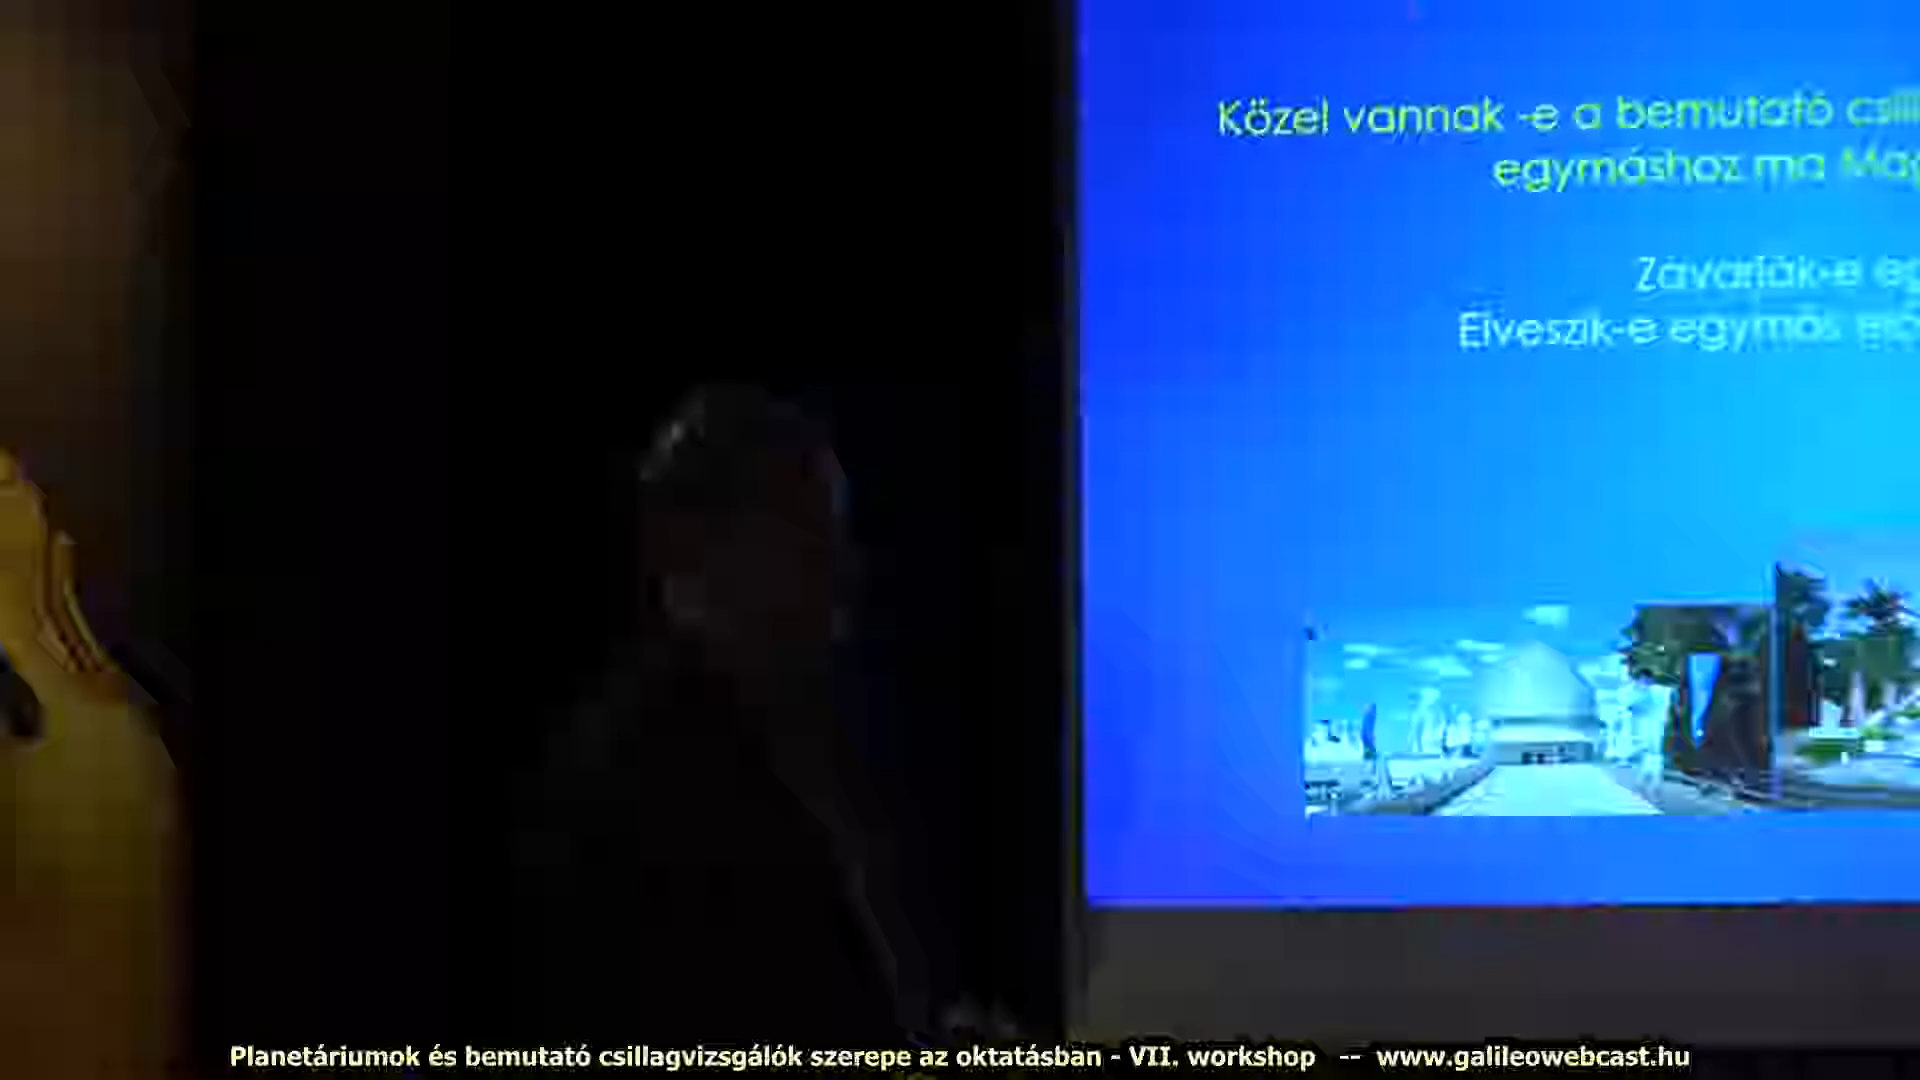 Közel vannak -e a bemutató
egymáshoz ma
Zavarják-e
Elveszik-e egymás
Planetáriumok és bemutató csillagvizsgálók szerepe az oktatásban - VII. workshop -- www.galileowebcast.hu